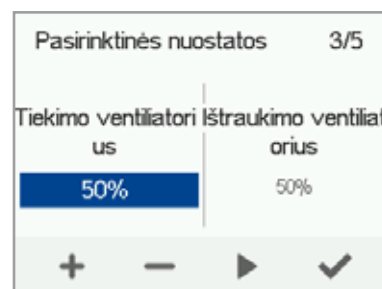 Pasirinktinės nuostatos 3/5
Tiekimo ventiliatori
us
50%
Ištraukimo ventiliat
orius
50%